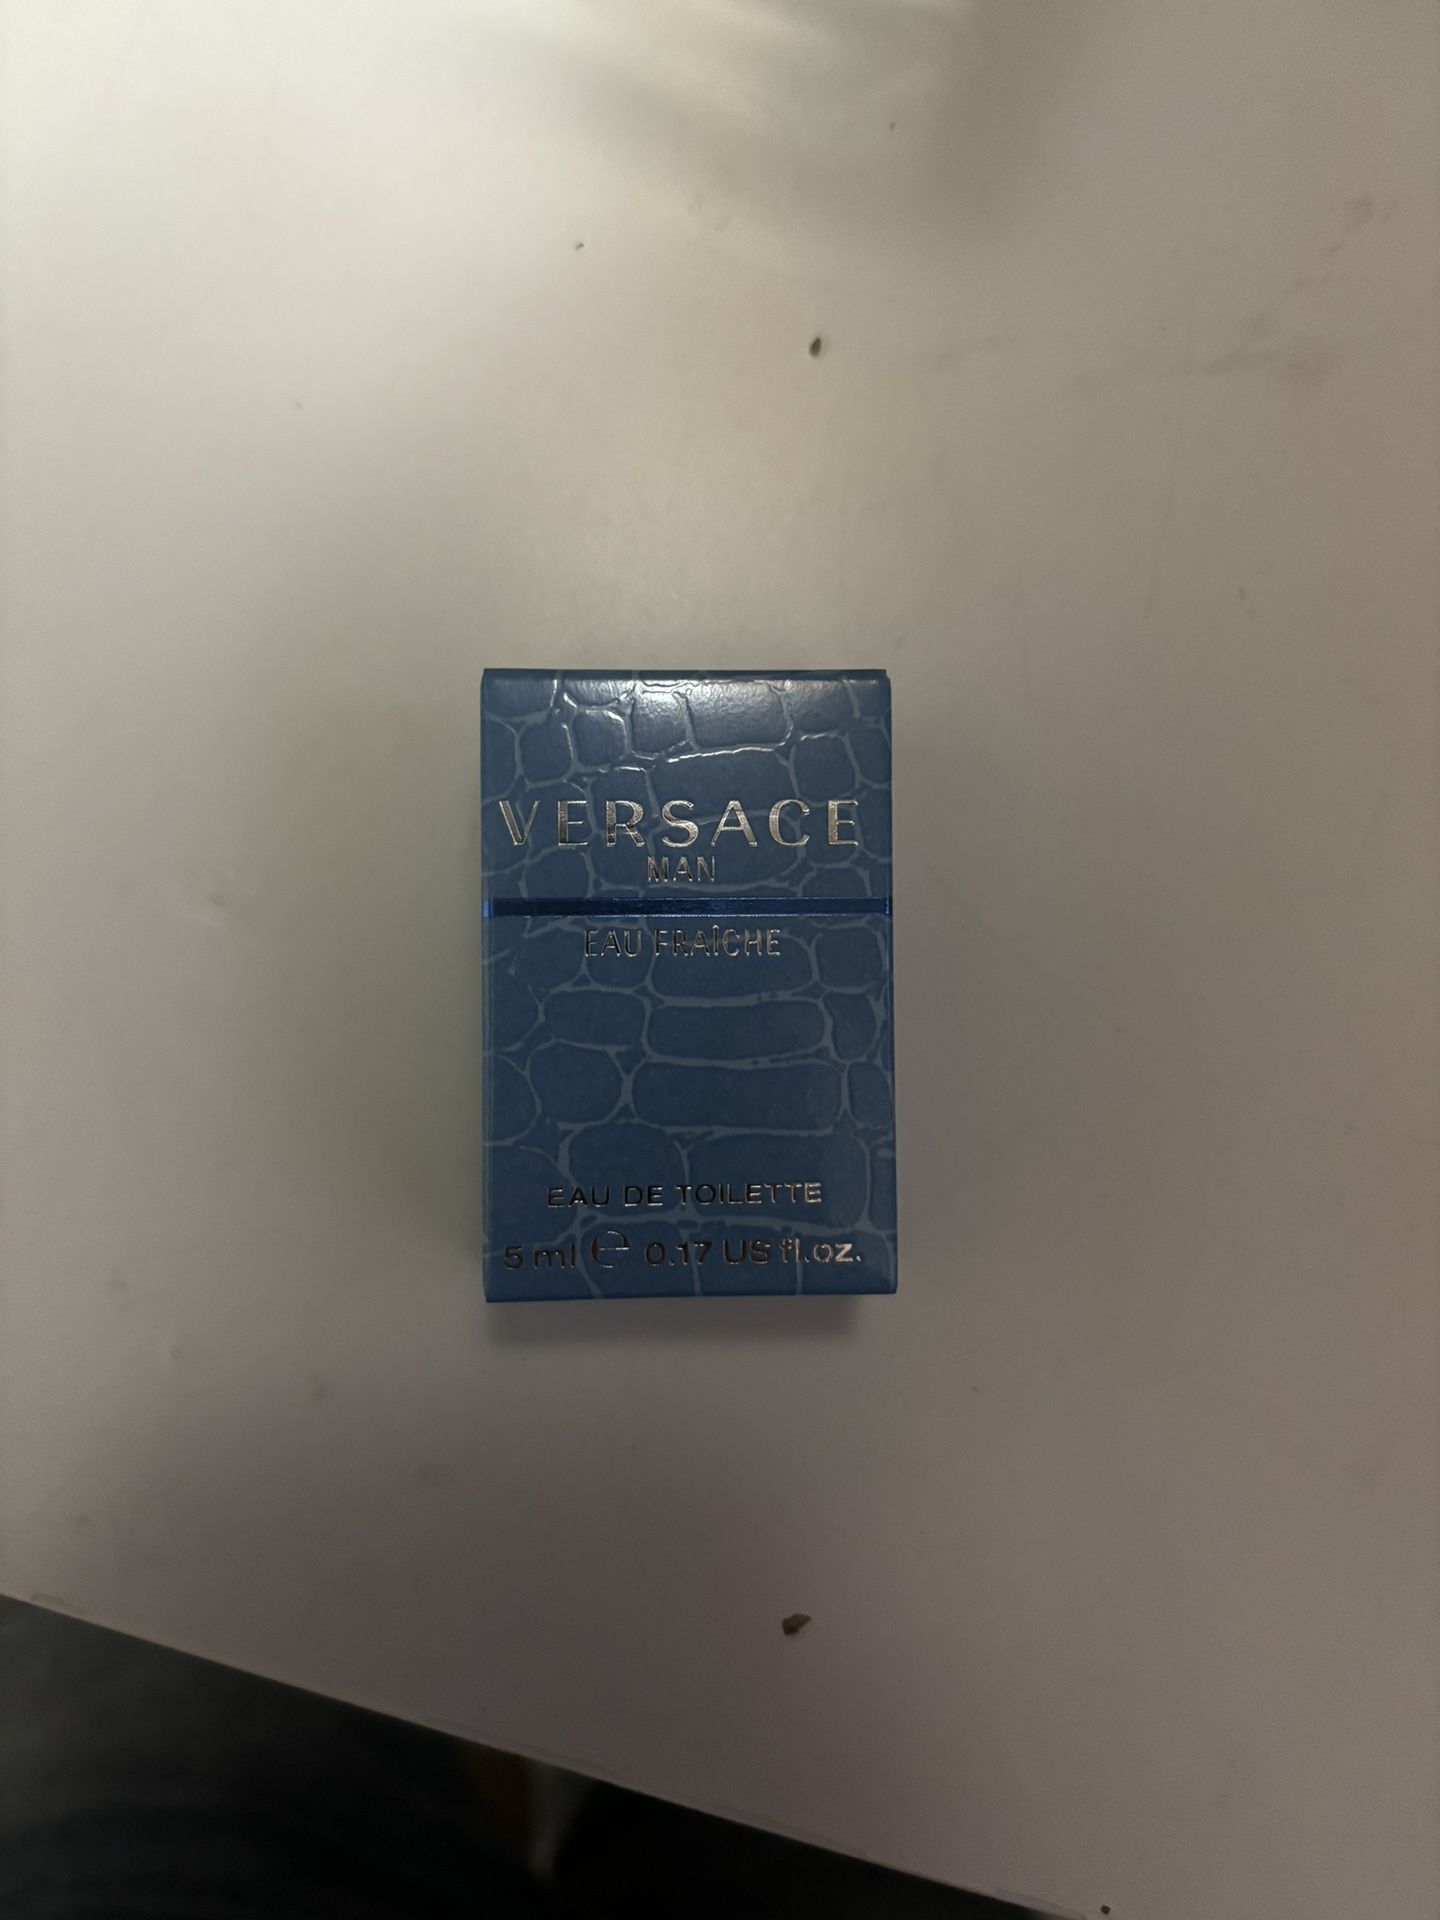 VERSACE
MAN
EAU FRAÎCHE
EAU DE TOILETTE
5 ml ℮ 0.17 US fl.oz.